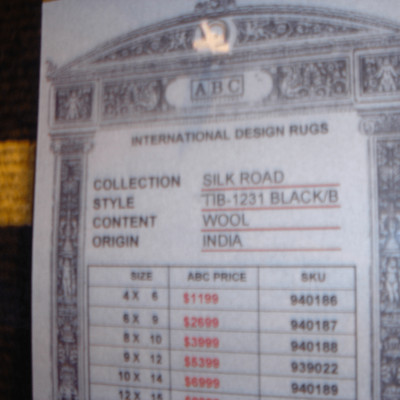 ABC
INTERNATIONAL DESIGN RUGS
COLLECTION SILK ROAD
STYLE TIB-1231 BLACK/B
CONTENT WOOL
ORIGIN INDIA
SIZE ABC PRICE SKU
4 X 6 $1199 940186
6 X 9 $2699 940187
8 X 10 $3999 940188
9 X 12 $5399 939022
10 X 14 $6999 940189
12 X